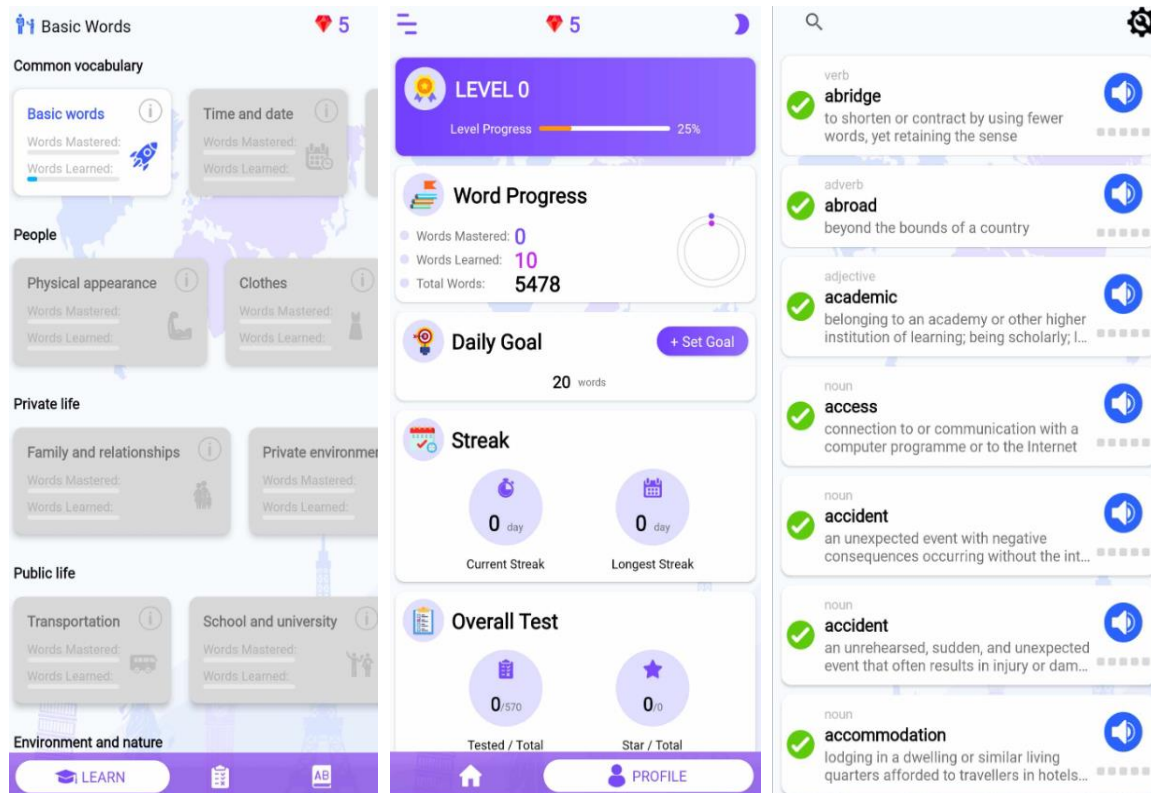 Basic Words
5
Common vocabulary
Basic words
Words Mastered:
Words Learned:
Time and date
Words Mastered:
Words Learned:
People
Physical appearance
Words Mastered:
Words Learned:
Clothes
Words Mastered:
Words Learned:
Private life
Family and relationships
Words Mastered:
Words Learned:
Private environmer
Words Mastered:
Words Learned:
Public life
Transportation
Words Mastered:
Words Learned:
School and university
Words Mastered:
Words Learned:
Environment and nature
LEARN
AB
5
LEVEL 0
Level Progress 25%
Word Progress
Words Mastered: 0
Words Learned: 10
Total Words: 5478
Daily Goal
+ Set Goal
20 words
Streak
0 day
Current Streak
0 day
Longest Streak
Overall Test
0/570
Tested / Total
0/0
Star / Total
PROFILE
verb
abridge
to shorten or contract by using fewer
words, yet retaining the sense
adverb
abroad
beyond the bounds of a country
adjective
academic
belonging to an academy or other higher
institution of learning; being scholarly; l...
noun
access
connection to or communication with a
computer programme or to the Internet
noun
accident
an unexpected event with negative
consequences occurring without the int...
noun
accident
an unrehearsed, sudden, and unexpected
event that often results in injury or dam...
noun
accommodation
lodging in a dwelling or similar living
quarters afforded to travellers in hotels...